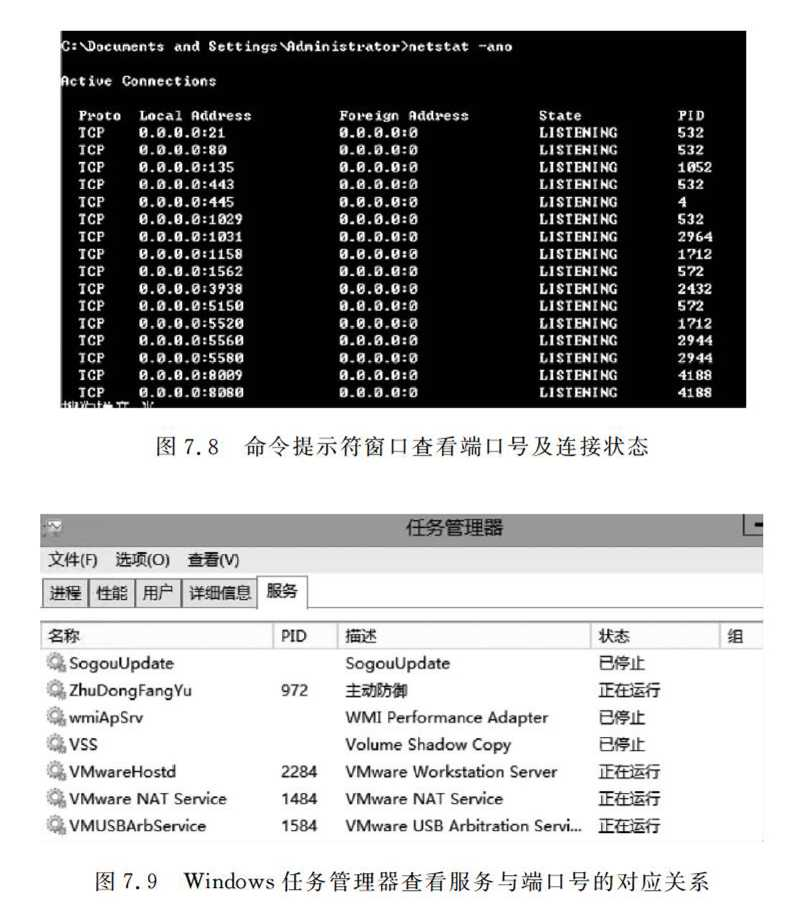 C:\Documents and Settings\Administrator>netstat -ano
Active Connections
Proto Local Address Foreign Address State PID
TCP 0.0.0.0:21 0.0.0.0:0 LISTENING 532
TCP 0.0.0.0:80 0.0.0.0:0 LISTENING 532
TCP 0.0.0.0:135 0.0.0.0:0 LISTENING 1052
TCP 0.0.0.0:443 0.0.0.0:0 LISTENING 532
TCP 0.0.0.0:445 0.0.0.0:0 LISTENING 4
TCP 0.0.0.0:1029 0.0.0.0:0 LISTENING 532
TCP 0.0.0.0:1031 0.0.0.0:0 LISTENING 2964
TCP 0.0.0.0:1158 0.0.0.0:0 LISTENING 1712
TCP 0.0.0.0:1562 0.0.0.0:0 LISTENING 572
TCP 0.0.0.0:3938 0.0.0.0:0 LISTENING 2432
TCP 0.0.0.0:5150 0.0.0.0:0 LISTENING 572
TCP 0.0.0.0:5520 0.0.0.0:0 LISTENING 1712
TCP 0.0.0.0:5560 0.0.0.0:0 LISTENING 2944
TCP 0.0.0.0:5580 0.0.0.0:0 LISTENING 2944
TCP 0.0.0.0:8009 0.0.0.0:0 LISTENING 4188
TCP 0.0.0.0:8080 0.0.0.0:0 LISTENING 4188
图 7.8 命令提示符窗口查看端口号及连接状态
任务管理器
文件(F) 选项(O) 查看(V)
进程 性能 用户 详细信息 服务
名称 PID 描述 状态 组
SogouUpdate SogouUpdate 已停止
ZhuDongFangYu 972 主动防御 正在运行
wmiApSrv WMI Performance Adapter 已停止
VSS Volume Shadow Copy 已停止
VMwareHostd 2284 VMware Workstation Server 正在运行
VMware NAT Service 1484 VMware NAT Service 正在运行
VMUSBArbService 1584 VMware USB Arbitration Servi... 正在运行
图 7.9 Windows 任务管理器查看服务与端口号的对应关系